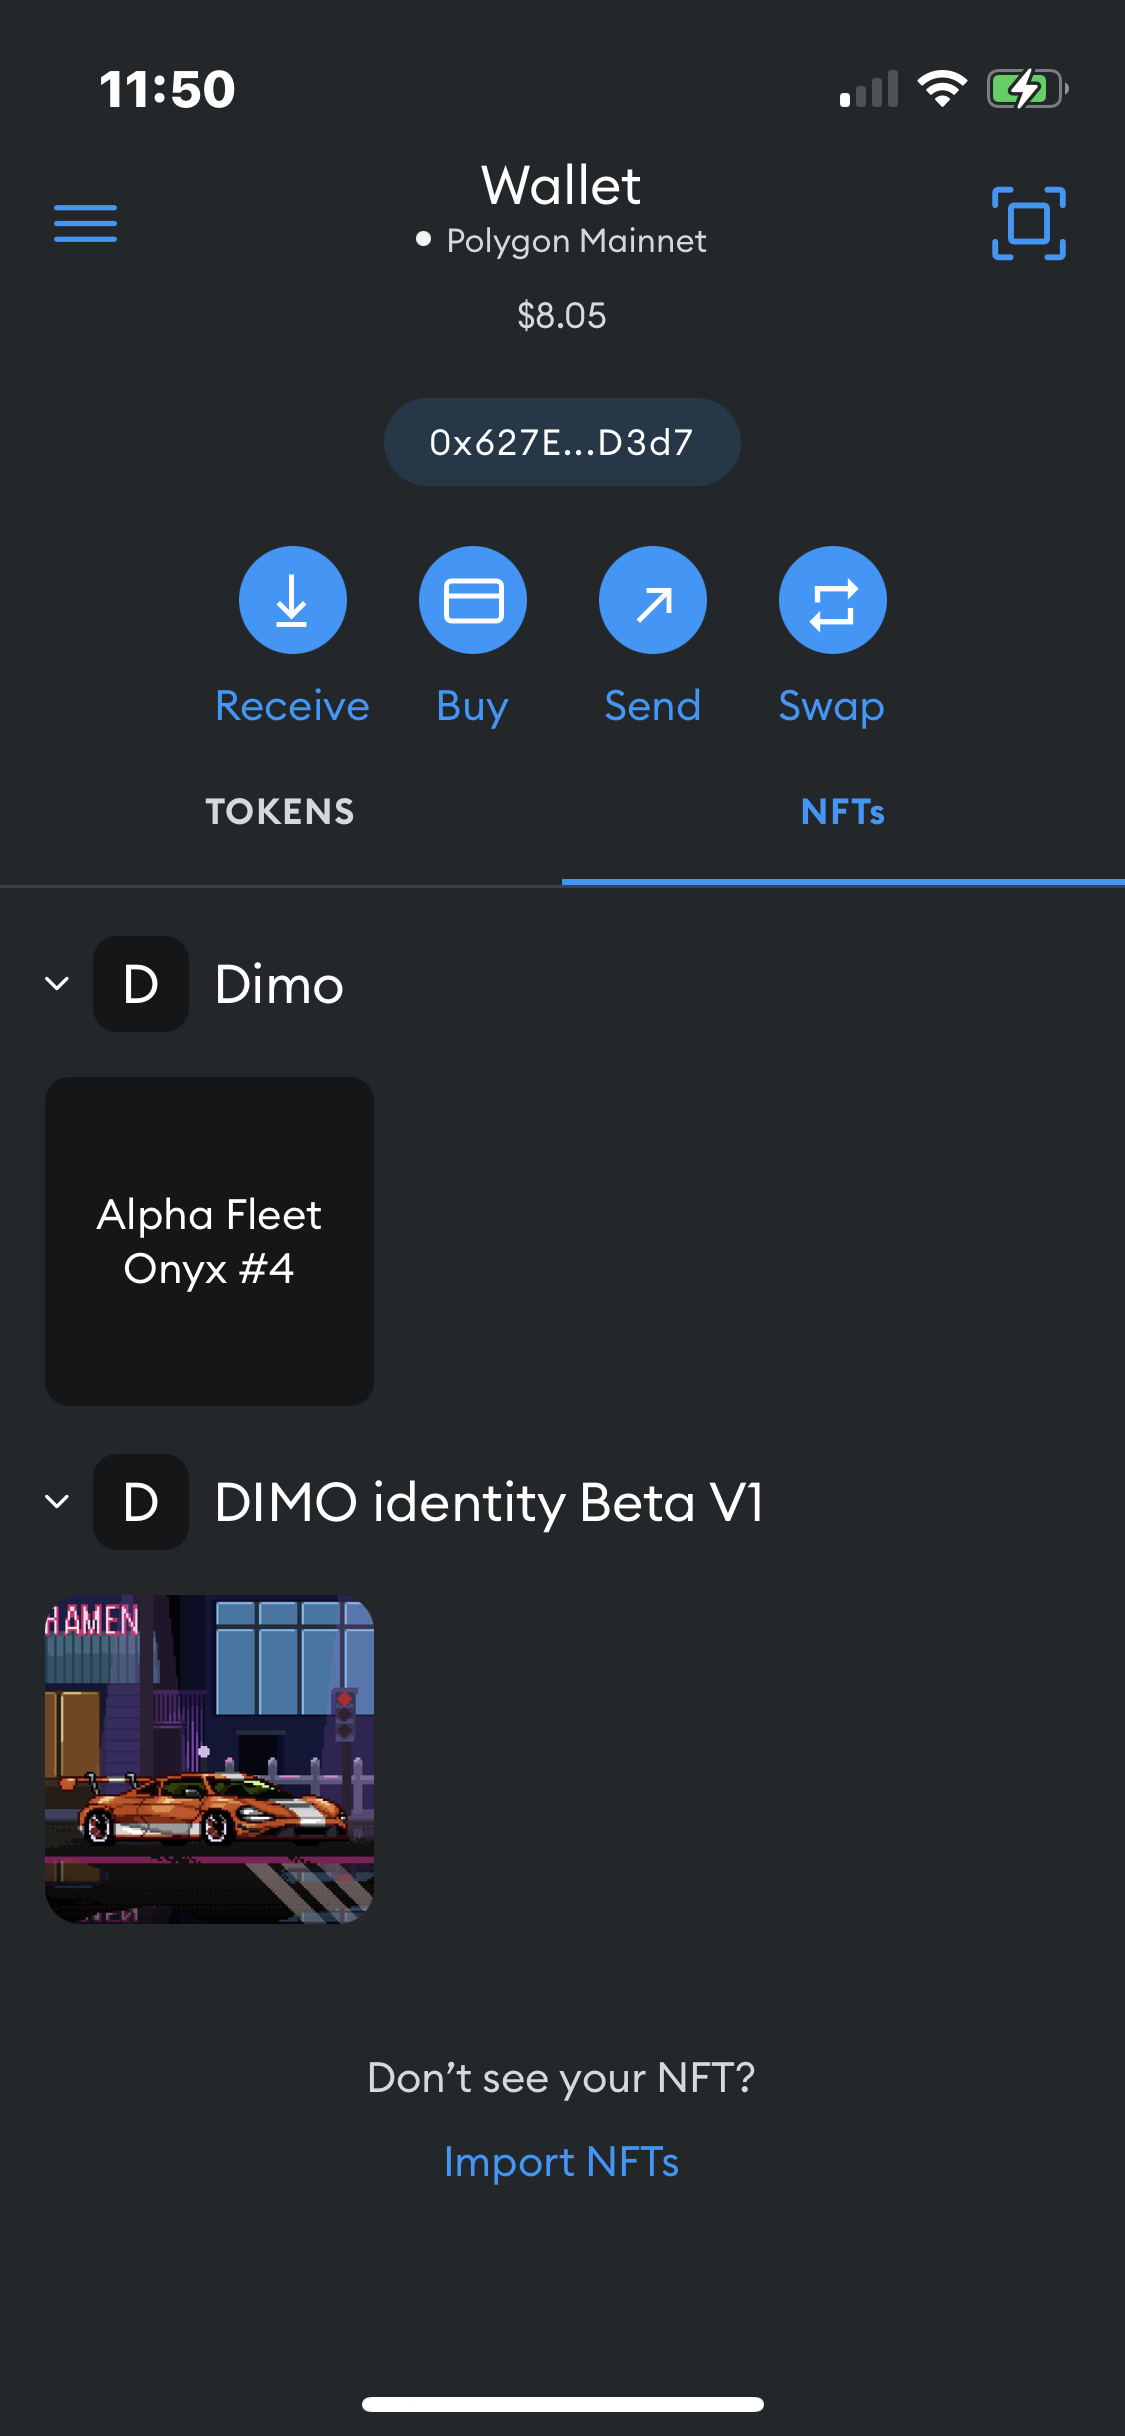 11:50
Wallet
Polygon Mainnet
$8.05
0x627E...D3d7
Receive Buy Send Swap
TOKENS NFTs
D Dimo
Alpha Fleet
Onyx #4
D DIMO identity Beta V1
RAMEN
Don’t see your NFT?
Import NFTs